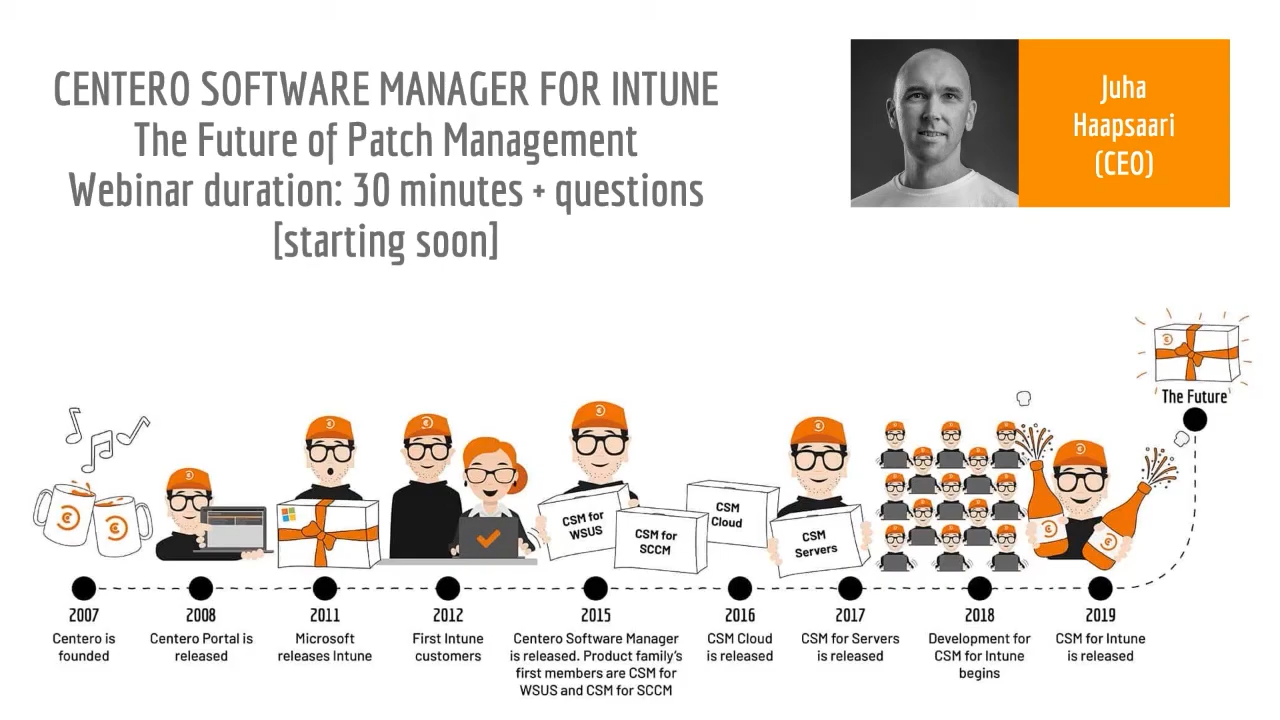 CENTERO SOFTWARE MANAGER FOR INTUNE
The Future of Patch Management
Webinar duration: 30 minutes + questions
[starting soon]
Juha
Haapsaari
(CEO)
The Future
CSM for
WSUS
CSM for
SCCM
CSM
Cloud
CSM
Servers
2007
Centero is
founded
2008
Centero Portal is
released
2011
Microsoft
releases Intune
2012
First Intune
customers
2015
Centero Software Manager
is released. Product family's
first members are CSM for
WSUS and CSM for SCCM
2016
CSM Cloud
is released
2017
CSM for Servers
is released
2018
Development for
CSM for Intune
begins
2019
CSM for Intune
is released